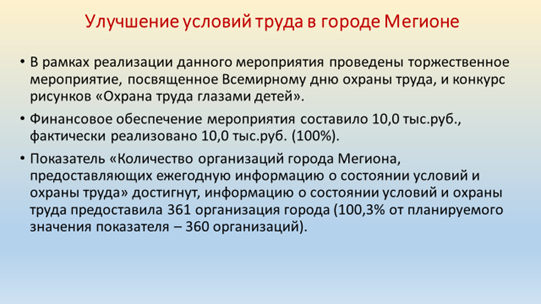 Улучшение условий труда в городе Мегионе
• В рамках реализации данного мероприятия проведены торжественное
мероприятие, посвященное Всемирному дню охраны труда, и конкурс
рисунков «Охрана труда глазами детей».
• Финансовое обеспечение мероприятия составило 10,0 тыс.руб.,
фактически реализовано 10,0 тыс.руб. (100%).
• Показатель «Количество организаций города Мегиона,
предоставляющих ежегодную информацию о состоянии условий и
охраны труда» достигнут, информацию о состоянии условий и охраны
труда предоставила 361 организация города (100,3% от планируемого
значения показателя – 360 организаций).